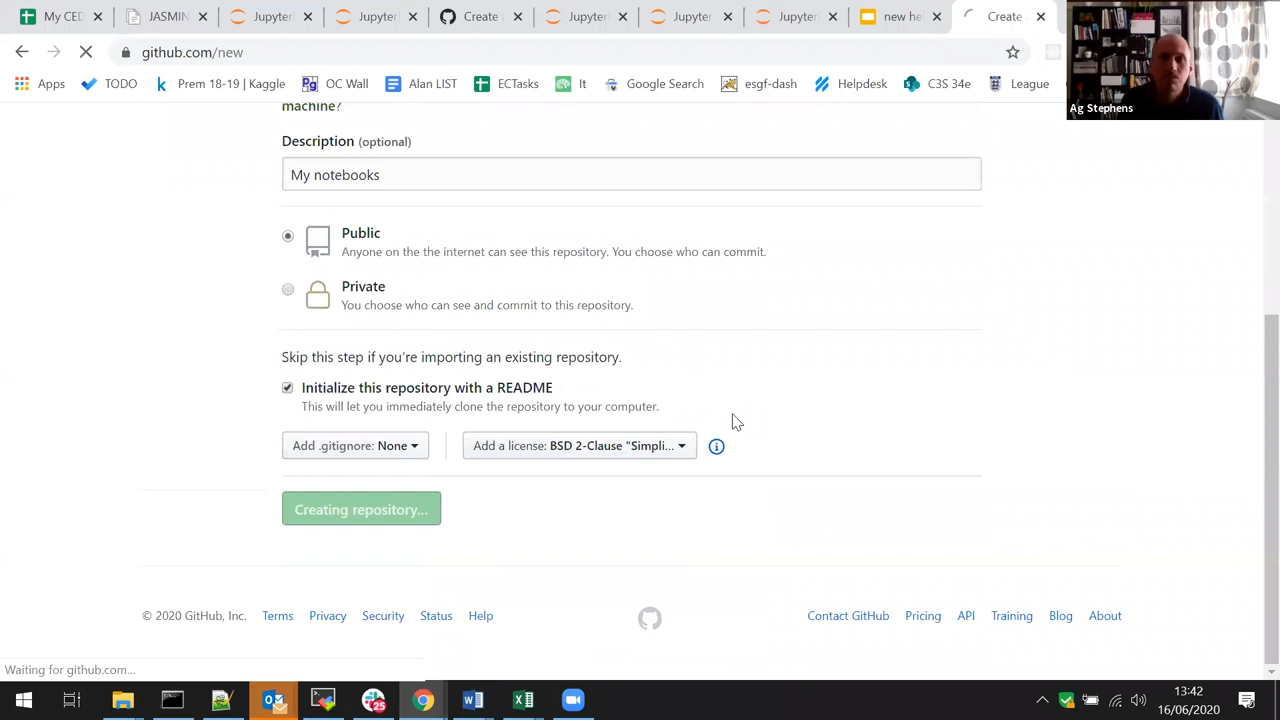 My CED
JASMIN
Jupyter
Jupyter
Create
Jupyter
Jupyter
Jupyter
new he
Create
github.com/new
Apps
TODO
Prem 18-19 | Kaggle
OC Wall
AIRPLST
ECTasks
It
Google Search
esgf-dash
Helpdesk
C3S 34e
League
Ag Stephens
machine?
Description (optional)
My notebooks
Public
Anyone on the the internet can see this repository. You choose who can commit.
Private
You choose who can see and commit to this repository.
Skip this step if you're importing an existing repository.
Initialize this repository with a README
This will let you immediately clone the repository to your computer.
Add .gitignore: None
Add a license: BSD 2-Clause "Simpli...
Creating repository...
© 2020 GitHub, Inc. Terms Privacy Security Status Help
Contact GitHub Pricing API Training Blog About
Waiting for github.com...
13:42
16/06/2020